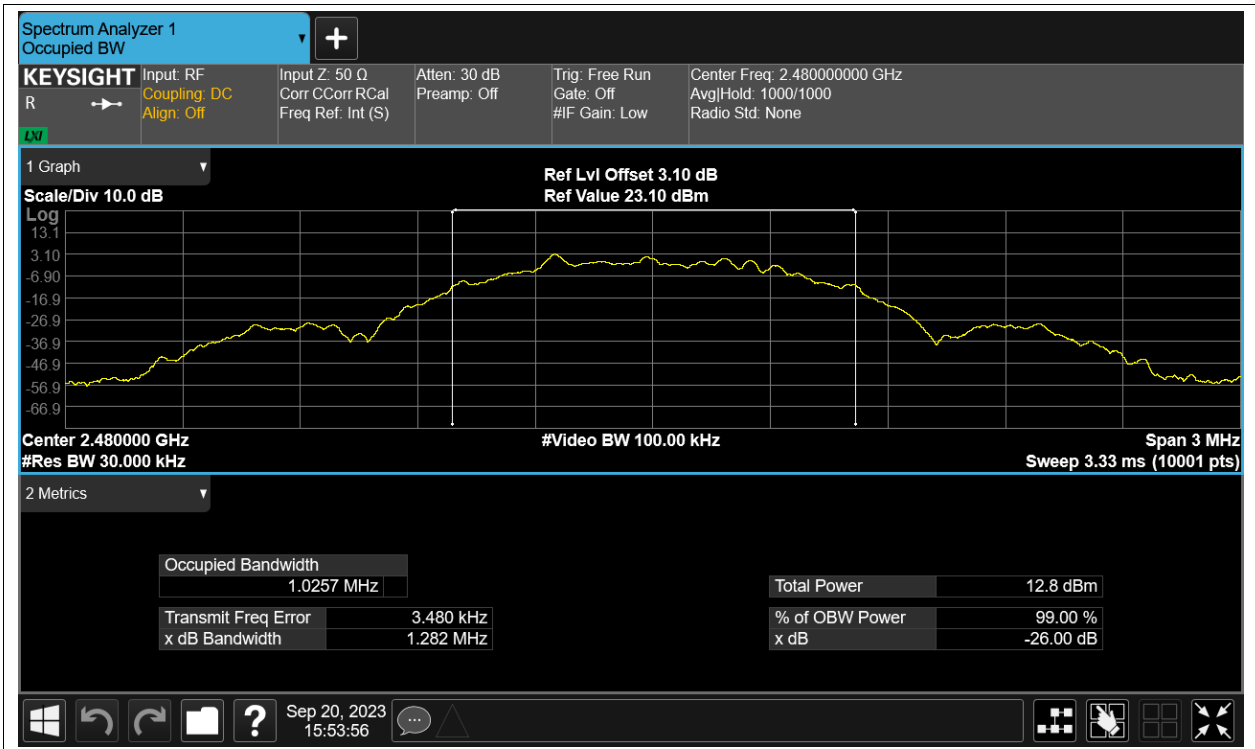 Spectrum Analyzer 1
Occupied BW
KEYSIGHT
R
LXI
Input: RF
Coupling: DC
Align: Off
Input Z: 50 Ω
Corr CCorr RCal
Freq Ref: Int (S)
Atten: 30 dB
Preamp: Off
Trig: Free Run
Gate: Off
#IF Gain: Low
Center Freq: 2.480000000 GHz
Avg|Hold: 1000/1000
Radio Std: None
1 Graph
Scale/Div 10.0 dB
Ref Lvl Offset 3.10 dB
Ref Value 23.10 dBm
Log
13.1
3.10
-6.90
-16.9
-26.9
-36.9
-46.9
-56.9
-66.9
Center 2.480000 GHz
#Res BW 30.000 kHz
#Video BW 100.00 kHz
Span 3 MHz
Sweep 3.33 ms (10001 pts)
2 Metrics
Occupied Bandwidth
1.0257 MHz
Transmit Freq Error 3.480 kHz
x dB Bandwidth 1.282 MHz
Total Power 12.8 dBm
% of OBW Power 99.00 %
x dB -26.00 dB
Sep 20, 2023
15:53:56